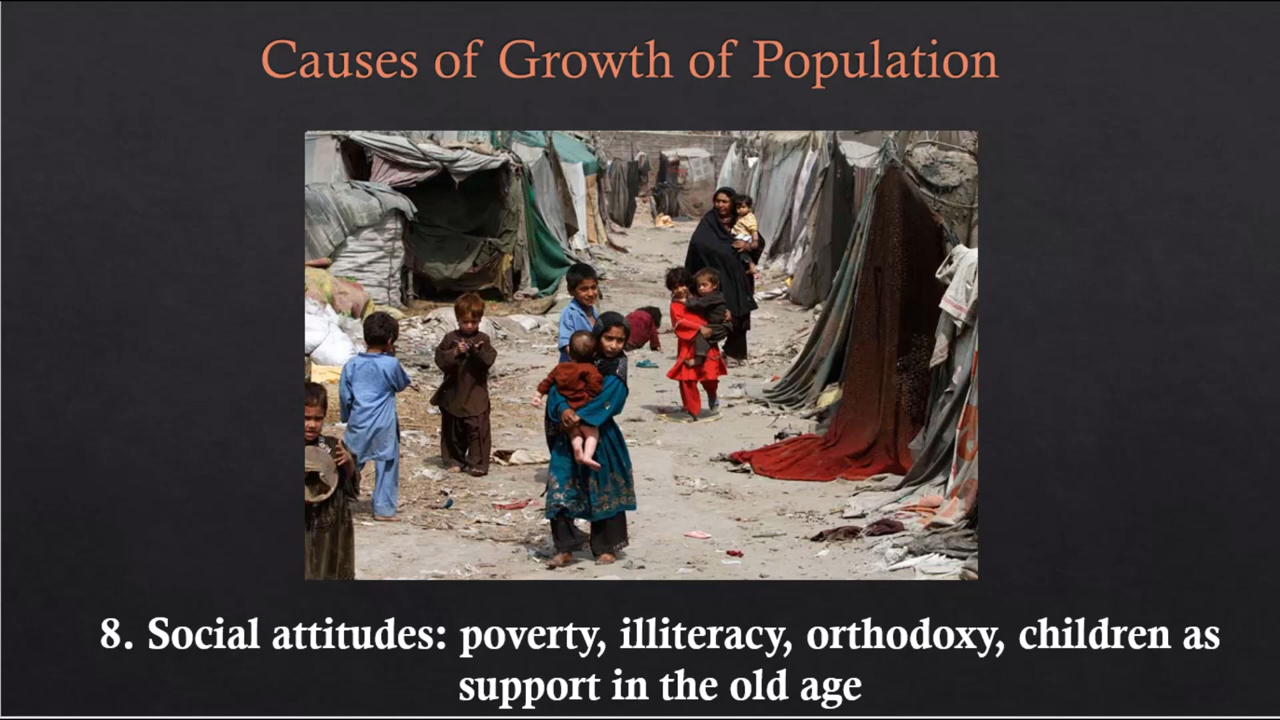 Causes of Growth of Population
8. Social attitudes: poverty, illiteracy, orthodoxy, children as
support in the old age